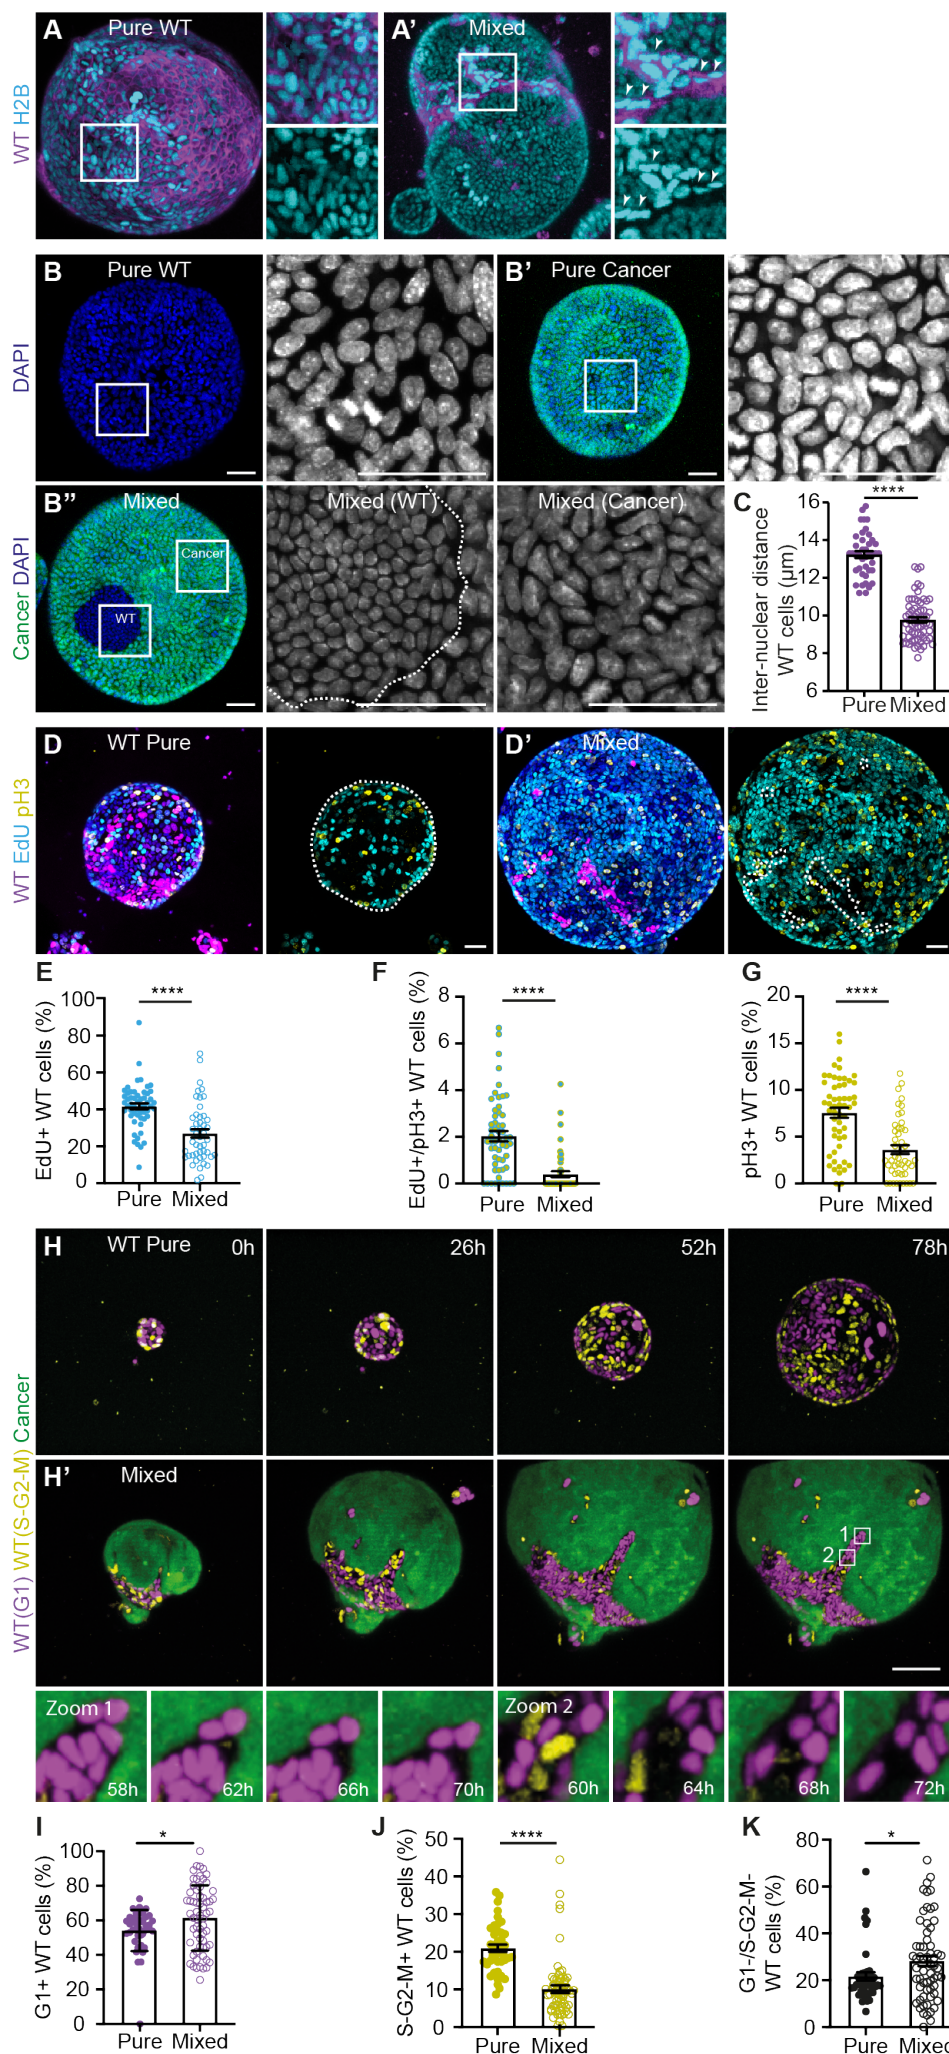 A Pure WT
A' Mixed
WT H2B
B Pure WT
B' Pure Cancer
DAPI
B" Mixed
Cancer
WT
Mixed (WT)
Mixed (Cancer)
Cancer DAPI
C
****
Inter-nuclear distance
WT cells (µm)
16
14
12
10
8
6
Pure Mixed
D WT Pure
D' Mixed
WT EdU pH3
E
****
EdU+ WT cells (%)
100
80
60
40
20
0
Pure Mixed
F
****
EdU+/pH3+ WT cells (%)
8
6
4
2
0
Pure Mixed
G
****
pH3+ WT cells (%)
20
15
10
5
0
Pure Mixed
H WT Pure 0h
26h
52h
78h
H' Mixed
1
2
WT(G1) WT(S-G2-M) Cancer
Zoom 1
58h
62h
66h
70h
Zoom 2
60h
64h
68h
72h
I
*
G1+ WT cells (%)
100
80
60
40
20
0
Pure Mixed
J
****
S-G2-M+ WT cells (%)
50
40
30
20
10
0
Pure Mixed
K
*
G1-/S-G2-M-
WT cells (%)
80
60
40
20
0
Pure Mixed